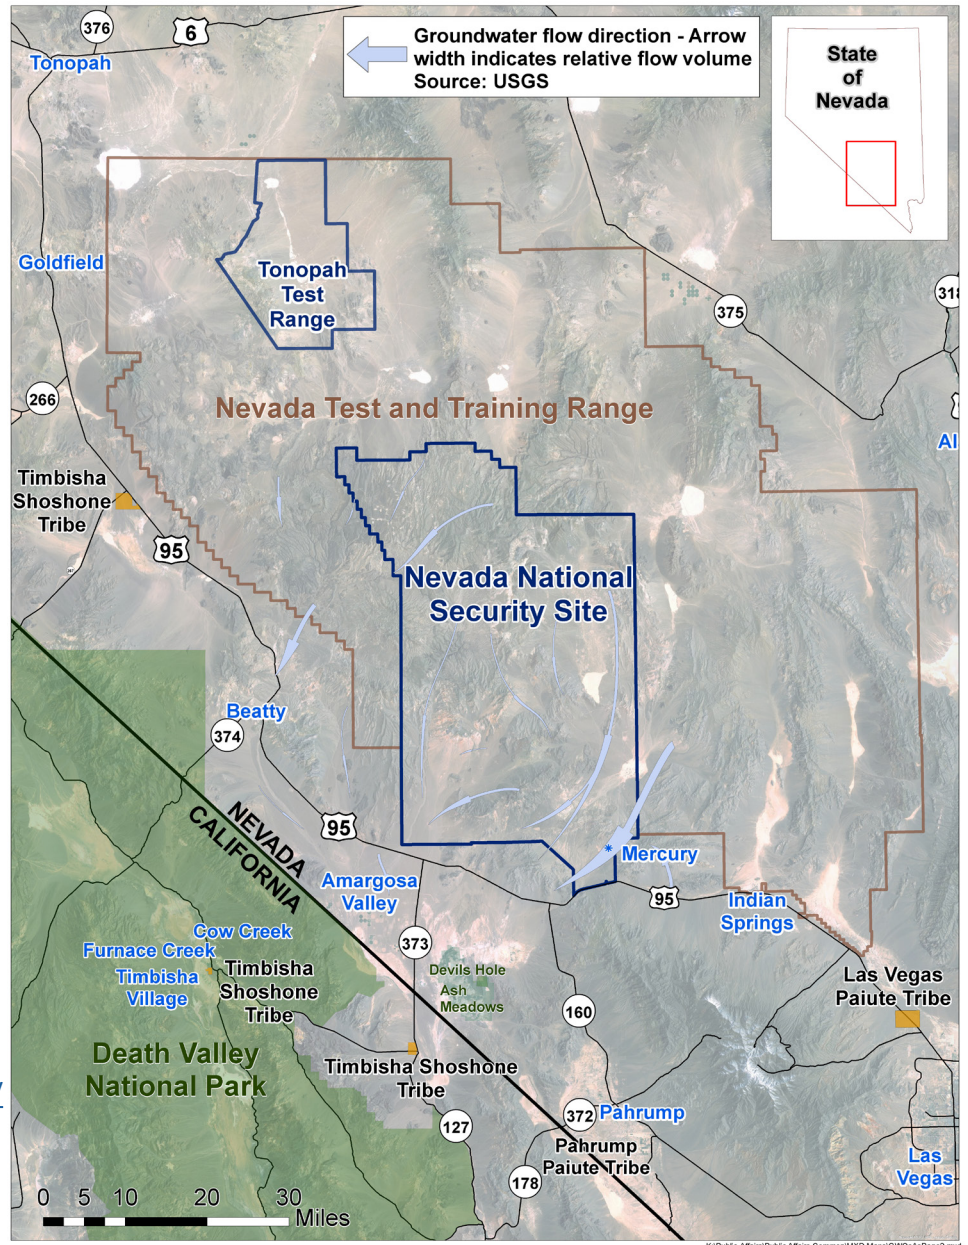 376
6
Tonopah
Groundwater flow direction - Arrow
width indicates relative flow volume
Source: USGS
State
of
Nevada
Goldfield
Tonopah
Test
Range
375
318
266
Nevada Test and Training Range
Al
Timbisha
Shoshone
Tribe
95
Nevada National
Security Site
Beatty
374
NEVADA
CALIFORNIA
95
Mercury
Amargosa
Valley
95
Indian
Springs
Cow Creek
Furnace Creek
Timbisha
Village
Timbisha
Shoshone
Tribe
373
Devils Hole
Ash
Meadows
160
Las Vegas
Paiute Tribe
Death Valley
National Park
Timbisha Shoshone
Tribe
127
372
Pahrump
Pahrump
Paiute Tribe
178
Las
Vegas
0 5 10 20 30
Miles